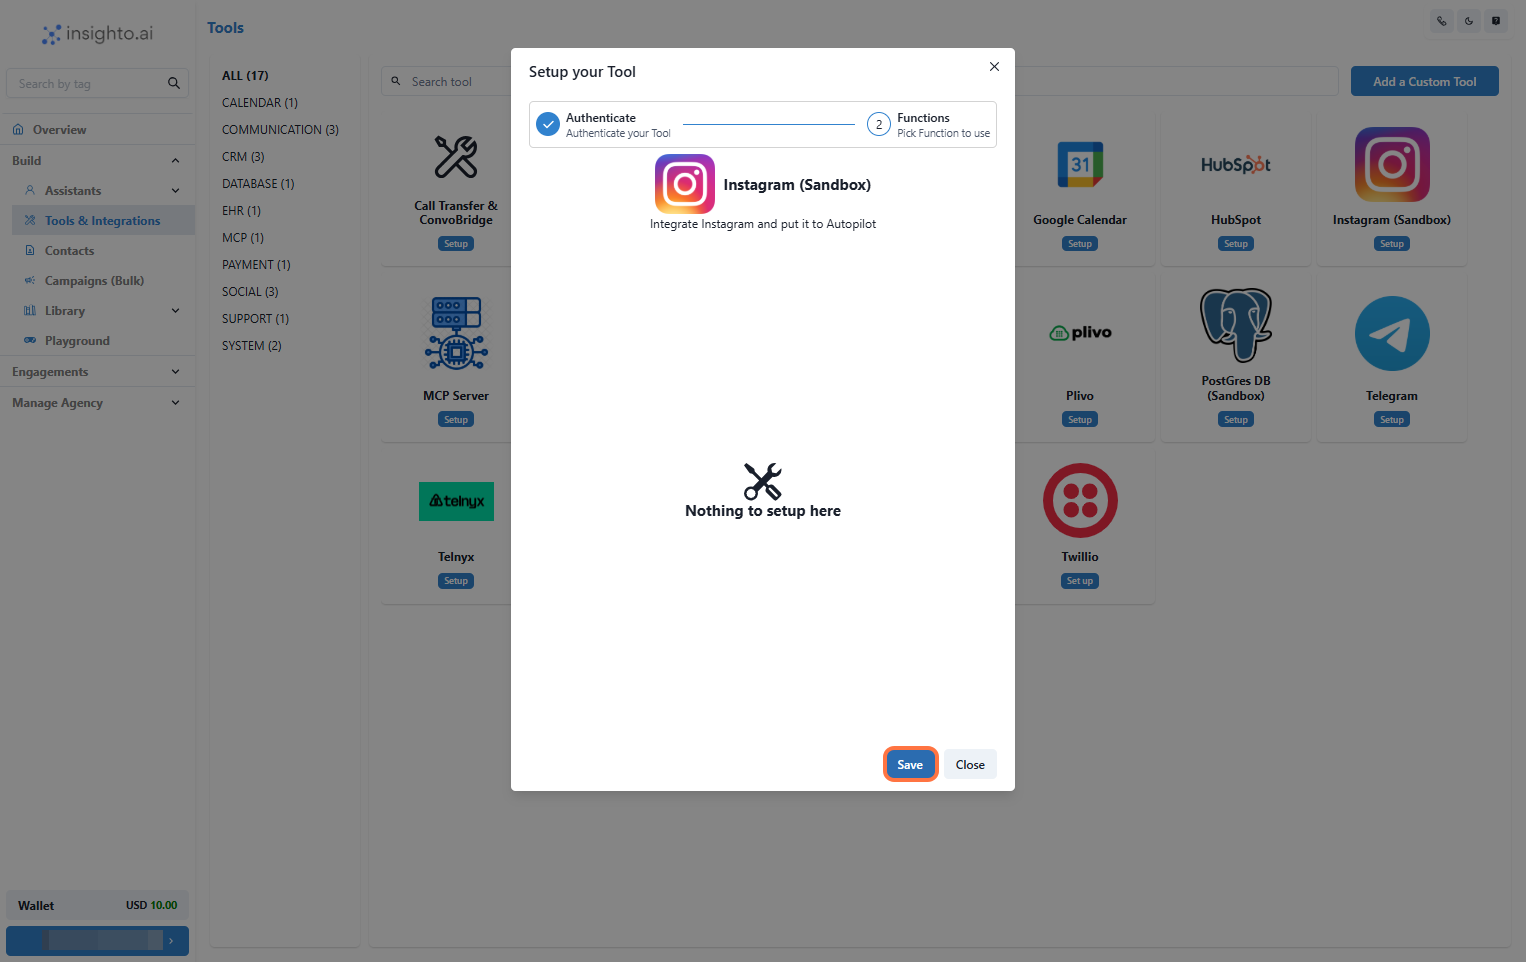 insighto.ai
Search by tag
Overview
Build
Assistants
Tools & Integrations
Contacts
Campaigns (Bulk)
Library
Playground
Engagements
Manage Agency
Wallet USD 10.00
Tools
ALL (17)
CALENDAR (1)
COMMUNICATION (3)
CRM (3)
DATABASE (1)
EHR (1)
MCP (1)
PAYMENT (1)
SOCIAL (3)
SUPPORT (1)
SYSTEM (2)
Search tool
Add a Custom Tool
Call Transfer &
ConvoBridge
Setup
31
Google Calendar
Setup
HubSpot
HubSpot
Setup
Instagram (Sandbox)
Setup
MCP Server
Setup
plivo
Plivo
Setup
PostGres DB
(Sandbox)
Setup
Telegram
Setup
telnyx
Telnyx
Setup
Twillio
Set up
Setup your Tool
Authenticate
Authenticate your Tool
2
Functions
Pick Function to use
Instagram (Sandbox)
Integrate Instagram and put it to Autopilot
Nothing to setup here
Save
Close